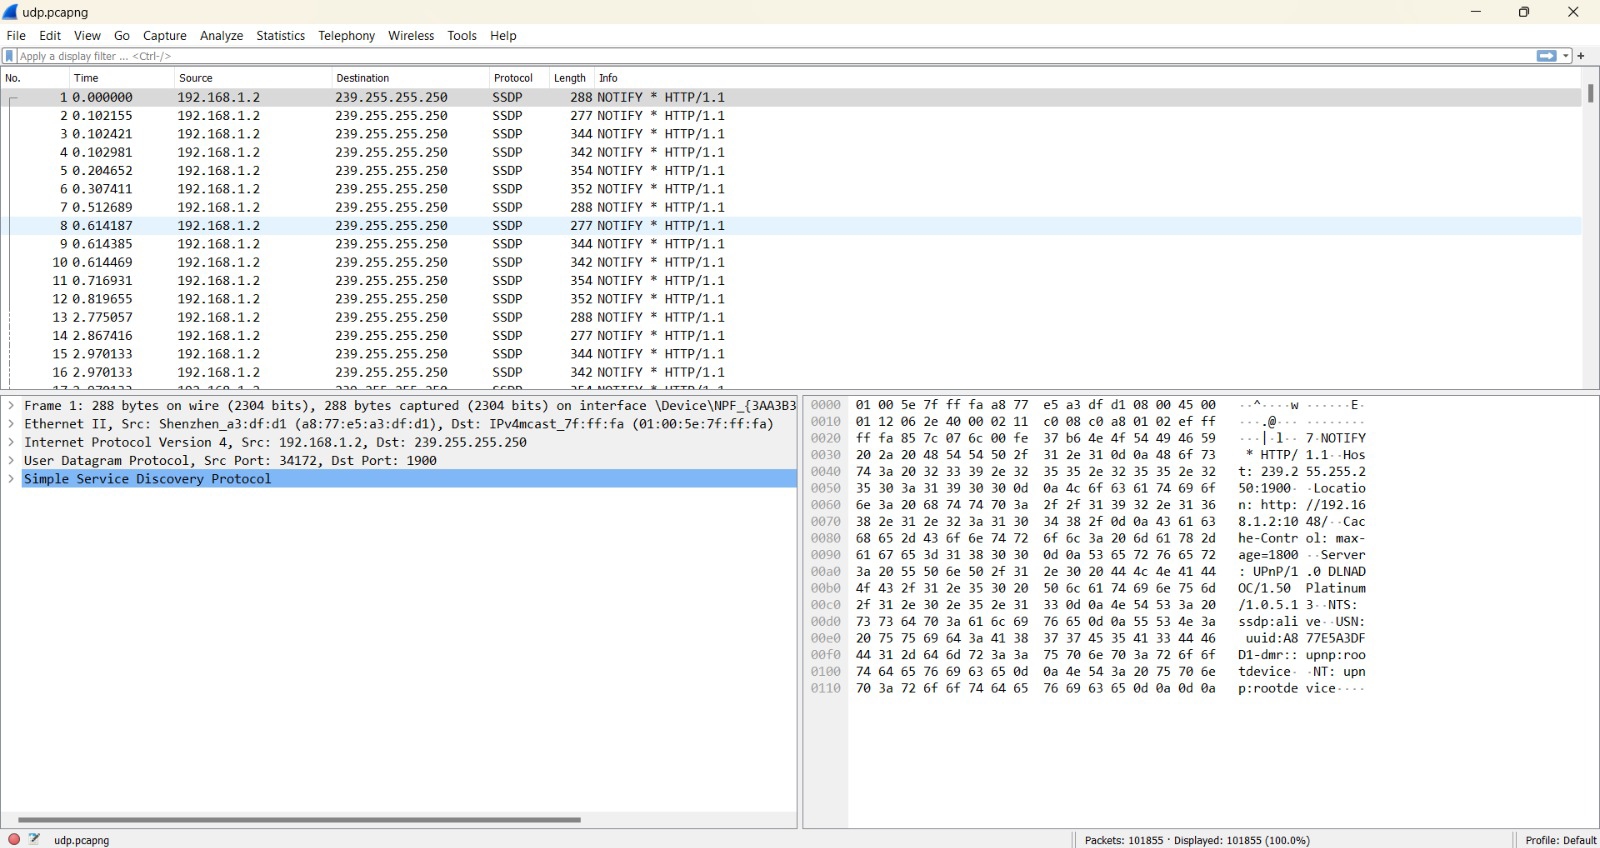 udp.pcapng
File Edit View Go Capture Analyze Statistics Telephony Wireless Tools Help
Apply a display filter ... <Ctrl-/>
No. Time Source Destination Protocol Length Info
1 0.000000 192.168.1.2 239.255.255.250 SSDP 288 NOTIFY * HTTP/1.1
2 0.102155 192.168.1.2 239.255.255.250 SSDP 277 NOTIFY * HTTP/1.1
3 0.102421 192.168.1.2 239.255.255.250 SSDP 344 NOTIFY * HTTP/1.1
4 0.102981 192.168.1.2 239.255.255.250 SSDP 342 NOTIFY * HTTP/1.1
5 0.204652 192.168.1.2 239.255.255.250 SSDP 354 NOTIFY * HTTP/1.1
6 0.307411 192.168.1.2 239.255.255.250 SSDP 352 NOTIFY * HTTP/1.1
7 0.512689 192.168.1.2 239.255.255.250 SSDP 288 NOTIFY * HTTP/1.1
8 0.614187 192.168.1.2 239.255.255.250 SSDP 277 NOTIFY * HTTP/1.1
9 0.614385 192.168.1.2 239.255.255.250 SSDP 344 NOTIFY * HTTP/1.1
10 0.614469 192.168.1.2 239.255.255.250 SSDP 342 NOTIFY * HTTP/1.1
11 0.716931 192.168.1.2 239.255.255.250 SSDP 354 NOTIFY * HTTP/1.1
12 0.819655 192.168.1.2 239.255.255.250 SSDP 352 NOTIFY * HTTP/1.1
13 2.775057 192.168.1.2 239.255.255.250 SSDP 288 NOTIFY * HTTP/1.1
14 2.867416 192.168.1.2 239.255.255.250 SSDP 277 NOTIFY * HTTP/1.1
15 2.970133 192.168.1.2 239.255.255.250 SSDP 344 NOTIFY * HTTP/1.1
16 2.970133 192.168.1.2 239.255.255.250 SSDP 342 NOTIFY * HTTP/1.1
Frame 1: 288 bytes on wire (2304 bits), 288 bytes captured (2304 bits) on interface \Device\NPF_{3AA3B3
Ethernet II, Src: Shenzhen_a3:df:d1 (a8:77:e5:a3:df:d1), Dst: IPv4mcast_7f:ff:fa (01:00:5e:7f:ff:fa)
Internet Protocol Version 4, Src: 192.168.1.2, Dst: 239.255.255.250
User Datagram Protocol, Src Port: 34172, Dst Port: 1900
Simple Service Discovery Protocol
0000 01 00 5e 7f ff fa a8 77 e5 a3 df d1 08 00 45 00 ··^····w ······E·
0010 01 12 06 2e 40 00 02 11 c0 08 c0 a8 01 02 ef ff ···.@··· ········
0020 ff fa 85 7c 07 6c 00 fe 37 b6 4e 4f 54 49 46 59 ···|·l·· 7·NOTIFY
0030 20 2a 20 48 54 54 50 2f 31 2e 31 0d 0a 48 6f 73 * HTTP/ 1.1··Hos
0040 74 3a 20 32 33 39 2e 32 35 35 2e 32 35 35 2e 32 t: 239.2 55.255.2
0050 35 30 3a 31 39 30 30 0d 0a 4c 6f 63 61 74 69 6f 50:1900· ·Locatio
0060 6e 3a 20 68 74 74 70 3a 2f 2f 31 39 32 2e 31 36 n: http: //192.16
0070 38 2e 31 2e 32 3a 31 30 34 38 2f 0d 0a 43 61 63 8.1.2:10 48/··Cac
0080 68 65 2d 43 6f 6e 74 72 6f 6c 3a 20 6d 61 78 2d he-Contr ol: max-
0090 61 67 65 3d 31 38 30 30 0d 0a 53 65 72 76 65 72 age=1800 ··Server
00a0 3a 20 55 50 6e 50 2f 31 2e 30 20 44 4c 4e 41 44 : UPnP/1 .0 DLNAD
00b0 4f 43 2f 31 2e 35 30 20 50 6c 61 74 69 6e 75 6d OC/1.50 Platinum
00c0 2f 31 2e 30 2e 35 2e 31 33 0d 0a 4e 54 53 3a 20 /1.0.5.1 3··NTS:
00d0 73 73 64 70 3a 61 6c 69 76 65 0d 0a 55 53 4e 3a ssdp:ali ve··USN:
00e0 20 75 75 69 64 3a 41 38 37 37 45 35 41 33 44 46 uuid:A8 77E5A3DF
00f0 44 31 2d 64 6d 72 3a 3a 75 70 6e 70 3a 72 6f 6f D1-dmr:: upnp:roo
0100 74 64 65 76 69 63 65 0d 0a 4e 54 3a 20 75 70 6e tdevice· ·NT: upn
0110 70 3a 72 6f 6f 74 64 65 76 69 63 65 0d 0a 0d 0a p:rootde vice····
udp.pcapng Packets: 101855 · Displayed: 101855 (100.0%) Profile: Default